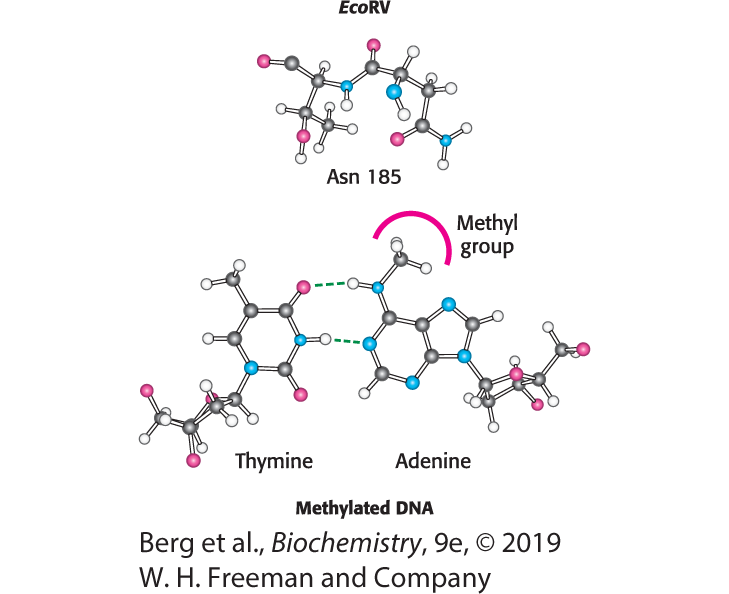 EcoRV
Asn 185
Methyl
group
Thymine
Adenine
Methylated DNA
Berg et al., Biochemistry, 9e, © 2019
W. H. Freeman and Company